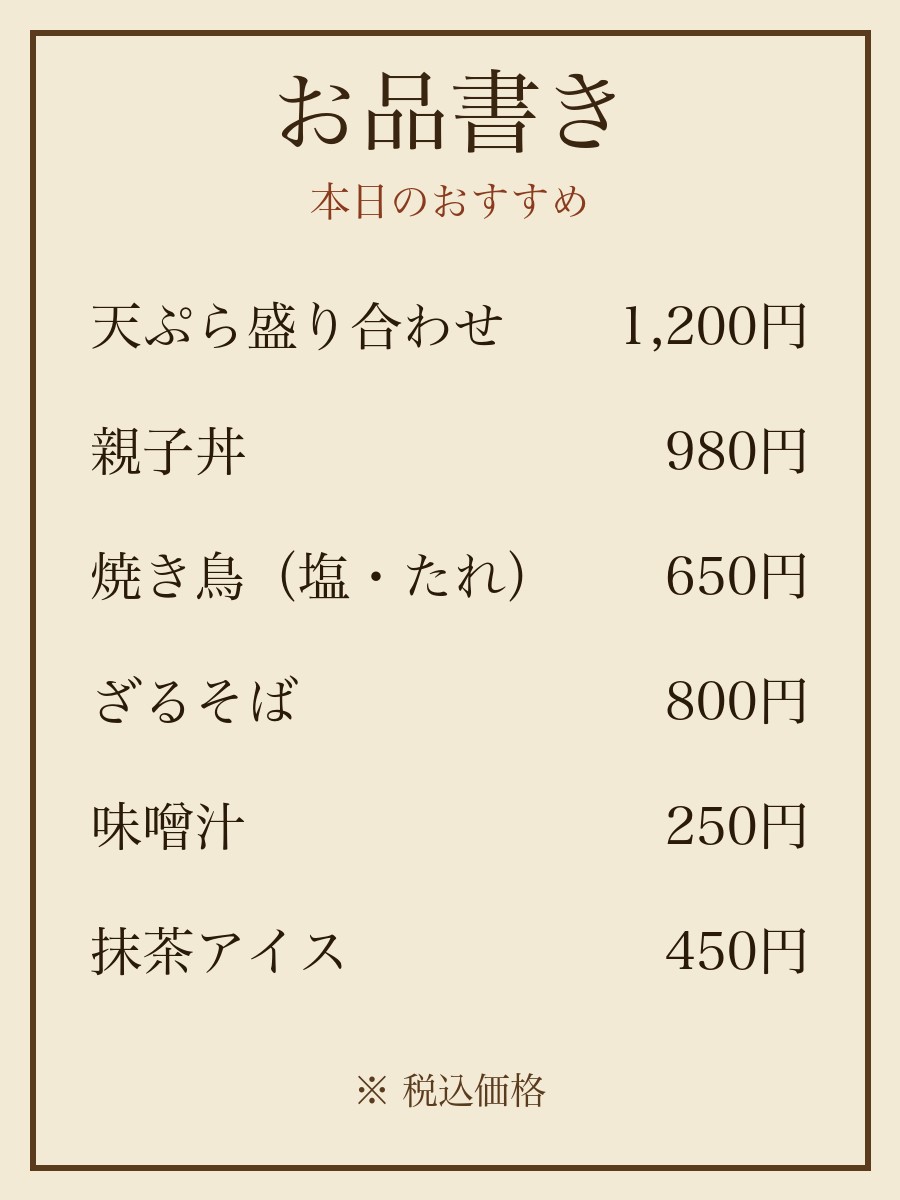 お品書き
本日のおすすめ
天ぷら盛り合わせ 1,200円
親子丼 980円
焼き鳥（塩・たれ） 650円
ざるそば 800円
味噌汁 250円
抹茶アイス 450円
※ 税込価格